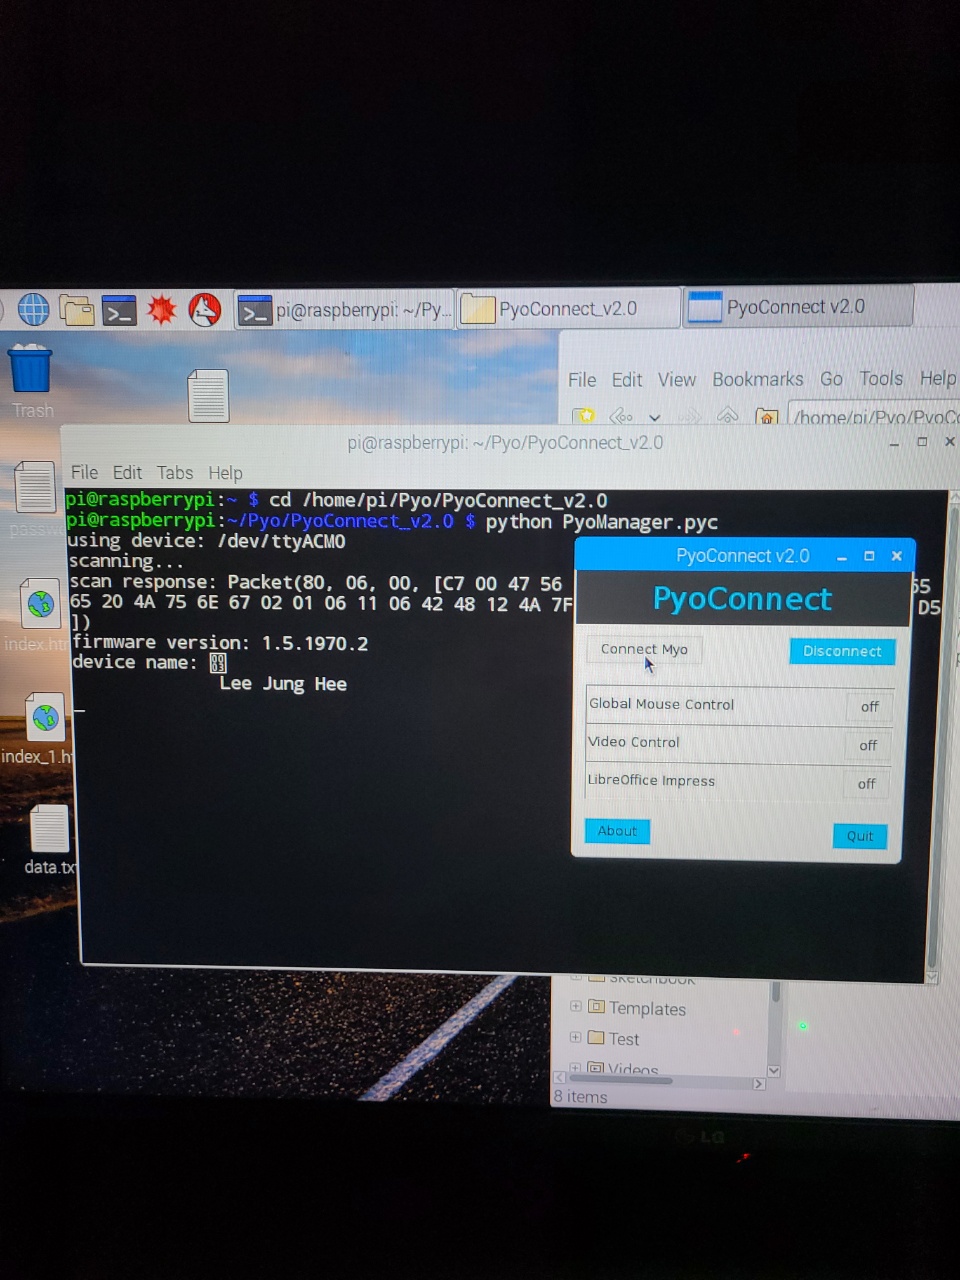 pi@raspberrypi: ~/Py...
PyoConnect_v2.0
PyoConnect v2.0
Trash
File Edit View Bookmarks Go Tools Help
/home/pi/Pyo/PyoCo
pi@raspberrypi: ~/Pyo/PyoConnect_v2.0
File Edit Tabs Help
pi@raspberrypi:~ $ cd /home/pi/Pyo/PyoConnect_v2.0
pi@raspberrypi:~/Pyo/PyoConnect_v2.0 $ python PyoManager.pyc
using device: /dev/ttyACM0
scanning...
scan response: Packet(80, 06, 00, [C7 00 47 56
65 20 4A 75 6E 67 02 01 06 11 06 42 48 12 4A 7F
D5
])
firmware version: 1.5.1970.2
device name:
Lee Jung Hee
PyoConnect v2.0
PyoConnect
Connect Myo
Disconnect
Global Mouse Control off
Video Control off
LibreOffice Impress off
About
Quit
index.ht
index_1.h
data.tx
Sketchbook
Templates
Test
Videos
8 items
LG